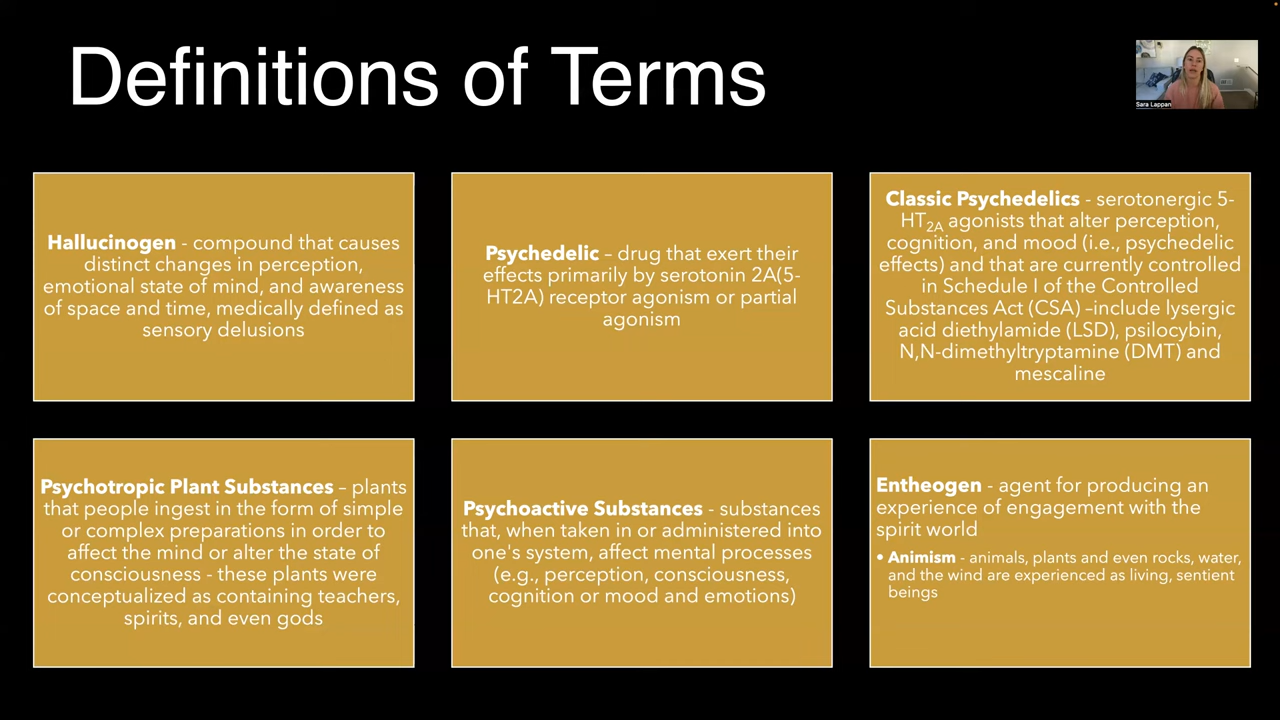 Definitions of Terms
Sara Lappan
Hallucinogen - compound that causes
distinct changes in perception,
emotional state of mind, and awareness
of space and time, medically defined as
sensory delusions
Psychedelic – drug that exert their
effects primarily by serotonin 2A(5-
HT2A) receptor agonism or partial
agonism
Classic Psychedelics - serotonergic 5-
HT2A agonists that alter perception,
cognition, and mood (i.e., psychedelic
effects) and that are currently controlled
in Schedule I of the Controlled
Substances Act (CSA) –include lysergic
acid diethylamide (LSD), psilocybin,
N,N-dimethyltryptamine (DMT) and
mescaline
Psychotropic Plant Substances – plants
that people ingest in the form of simple
or complex preparations in order to
affect the mind or alter the state of
consciousness - these plants were
conceptualized as containing teachers,
spirits, and even gods
Psychoactive Substances - substances
that, when taken in or administered into
one's system, affect mental processes
(e.g., perception, consciousness,
cognition or mood and emotions)
Entheogen - agent for producing an
experience of engagement with the
spirit world
• Animism - animals, plants and even rocks, water,
and the wind are experienced as living, sentient
beings